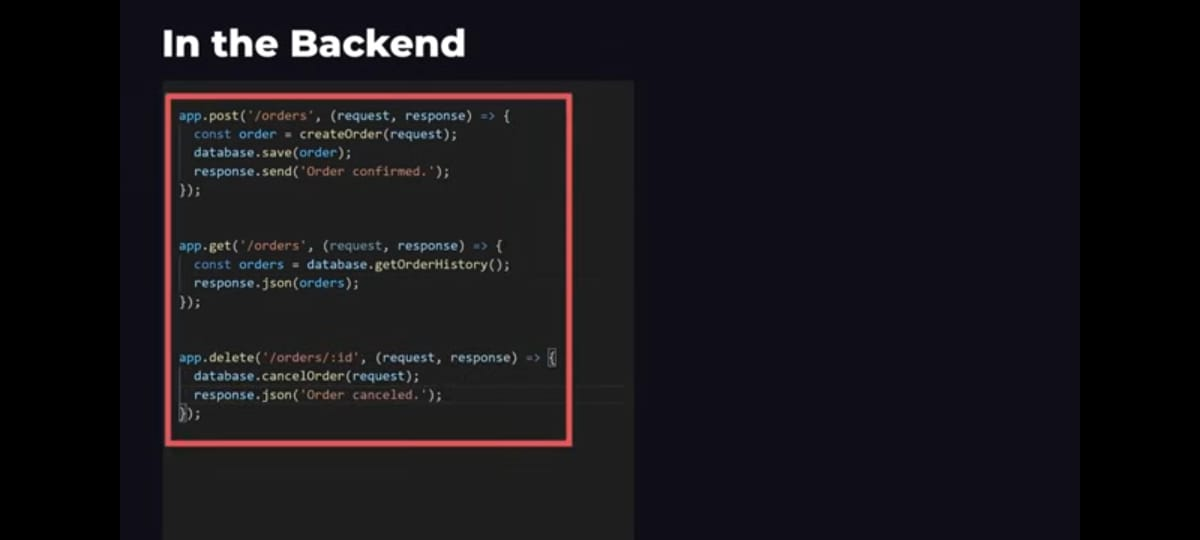 In the Backend
app.post('/orders', (request, response) => {
  const order = createOrder(request);
  database.save(order);
  response.send('Order confirmed.');
});
app.get('/orders', (request, response) => {
  const orders = database.getOrderHistory();
  response.json(orders);
});
app.delete('/orders/:id', (request, response) => {
  database.cancelOrder(request);
  response.json('Order canceled.');
});